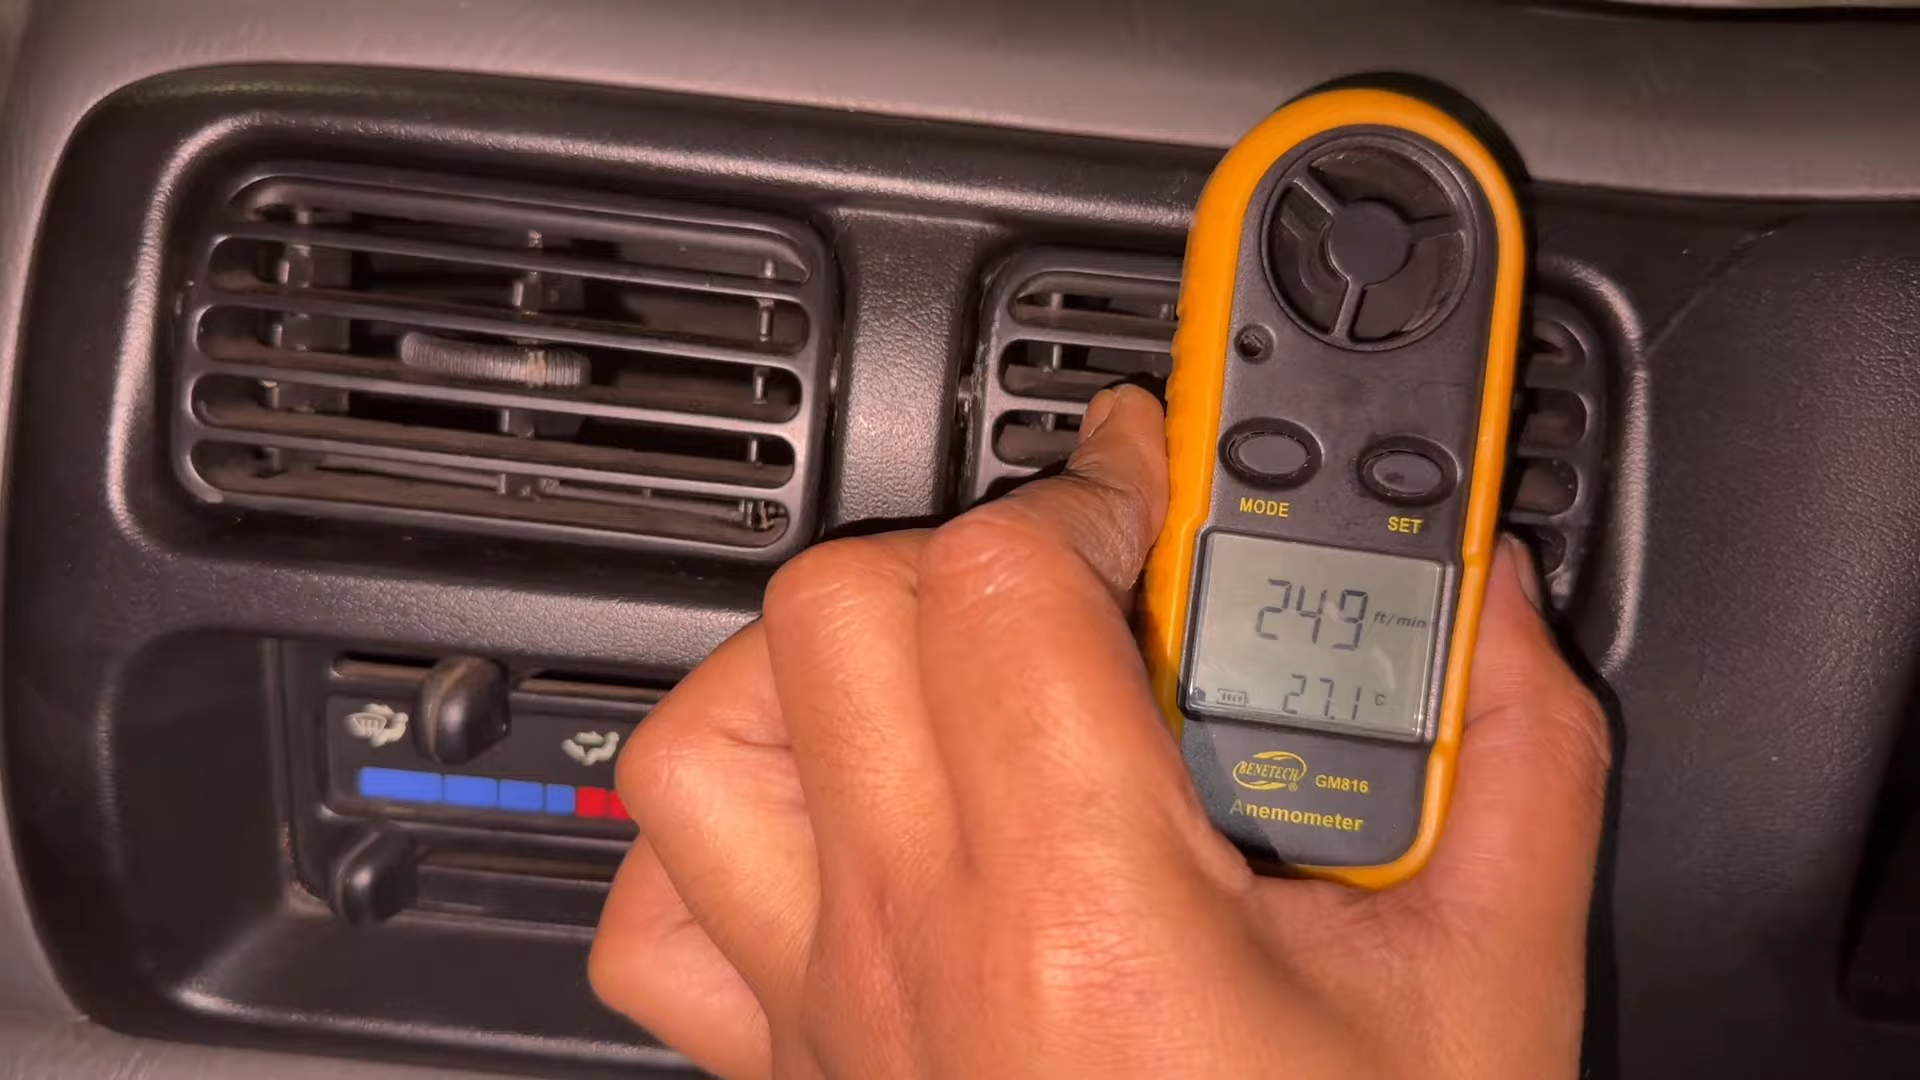 MODE
SET
249 ft/min
27.1 C
BENETECH ® GM816
Anemometer